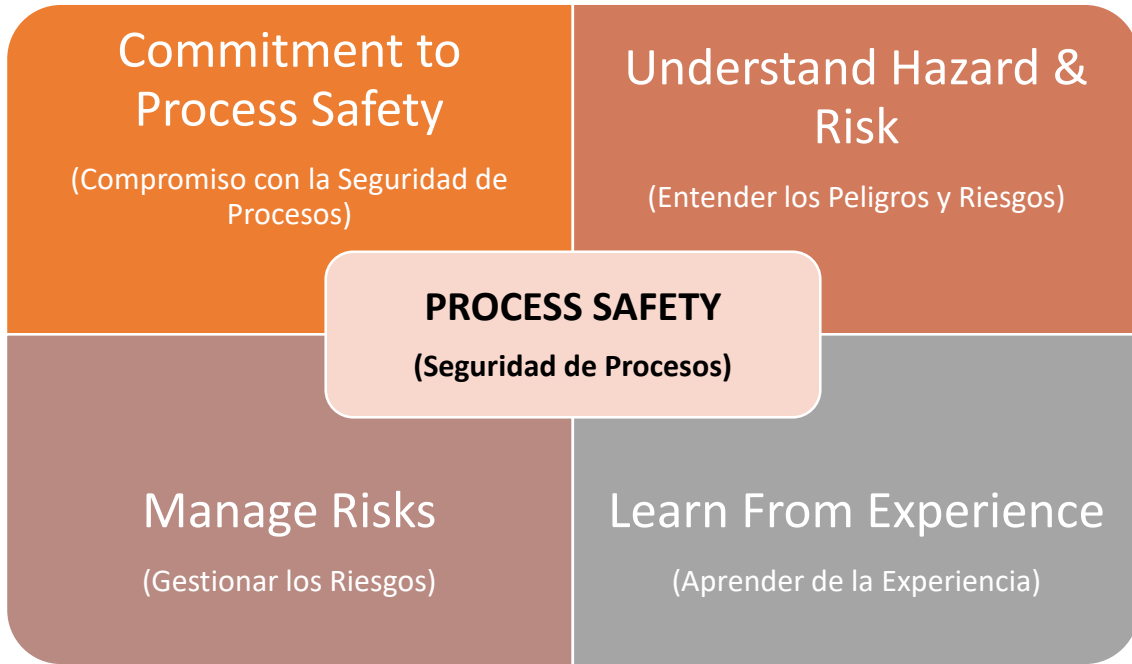 Commitment to
Process Safety
(Compromiso con la Seguridad de
Procesos)
Understand Hazard &
Risk
(Entender los Peligros y Riesgos)
PROCESS SAFETY
(Seguridad de Procesos)
Manage Risks
(Gestionar los Riesgos)
Learn From Experience
(Aprender de la Experiencia)